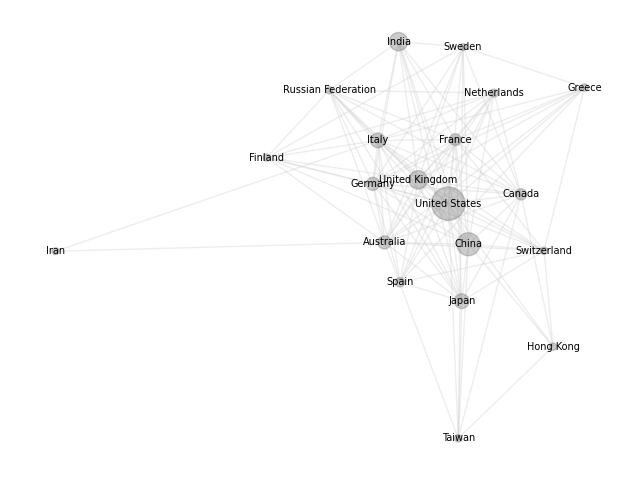 India
Sweden
Russian Federation
Netherlands
Greece
Italy
France
Finland
Germany
United Kingdom
Canada
United States
Australia
China
Switzerland
Iran
Spain
Japan
Hong Kong
Taiwan